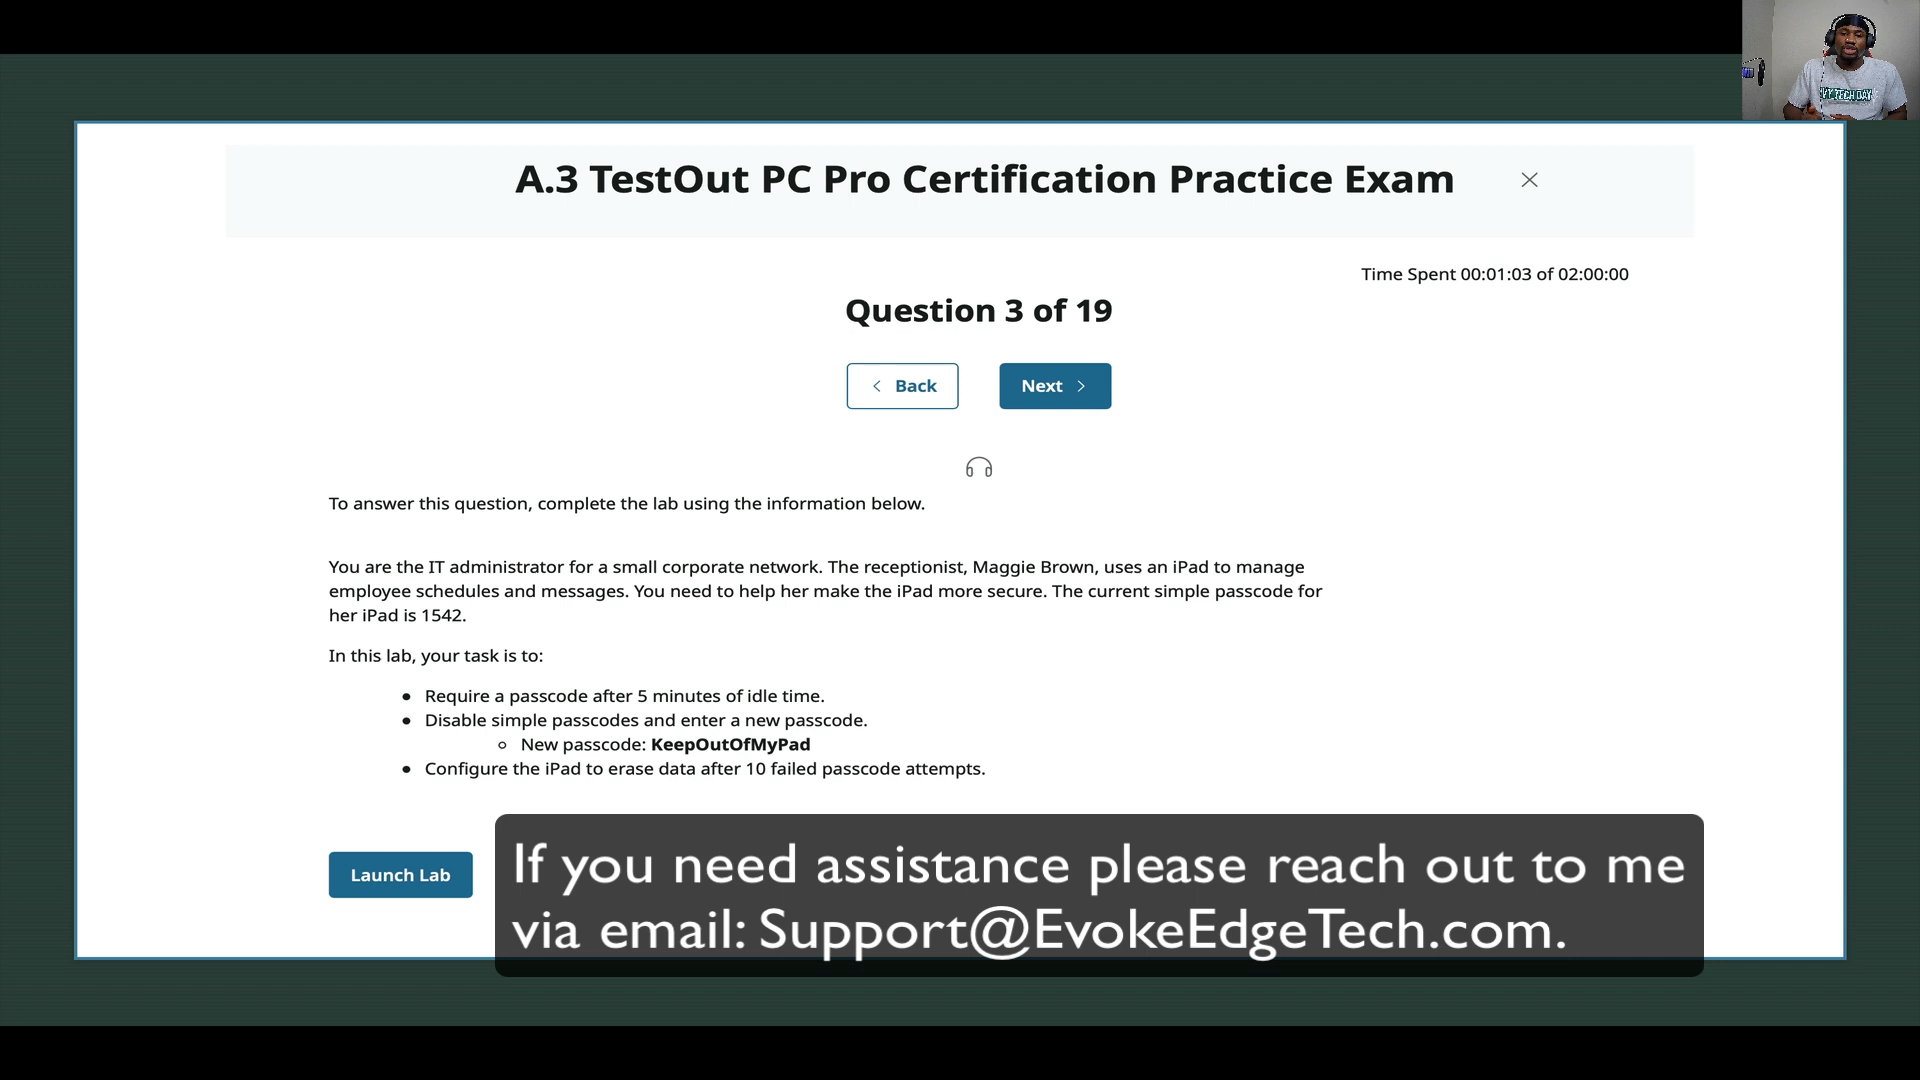 VY TECH DAY
A.3 TestOut PC Pro Certification Practice Exam
Time Spent 00:01:03 of 02:00:00
Question 3 of 19
Back
Next
To answer this question, complete the lab using the information below.
You are the IT administrator for a small corporate network. The receptionist, Maggie Brown, uses an iPad to manage
employee schedules and messages. You need to help her make the iPad more secure. The current simple passcode for
her iPad is 1542.
In this lab, your task is to:
Require a passcode after 5 minutes of idle time.
Disable simple passcodes and enter a new passcode.
New passcode: KeepOutOfMyPad
Configure the iPad to erase data after 10 failed passcode attempts.
Launch Lab
If you need assistance please reach out to me
via email: Support@EvokeEdgeTech.com.